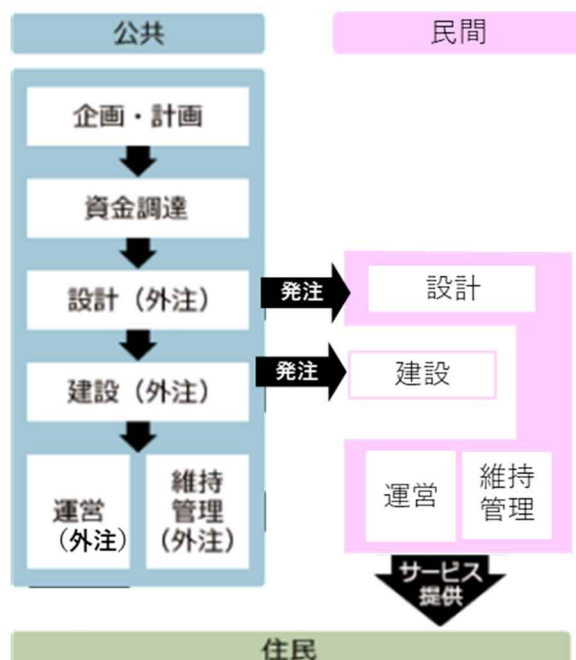 公共
民間
企画・計画
資金調達
設計（外注）
発注
設計
建設（外注）
発注
建設
運営
（外注）
維持
管理
（外注）
運営
維持
管理
サービス
提供
住民